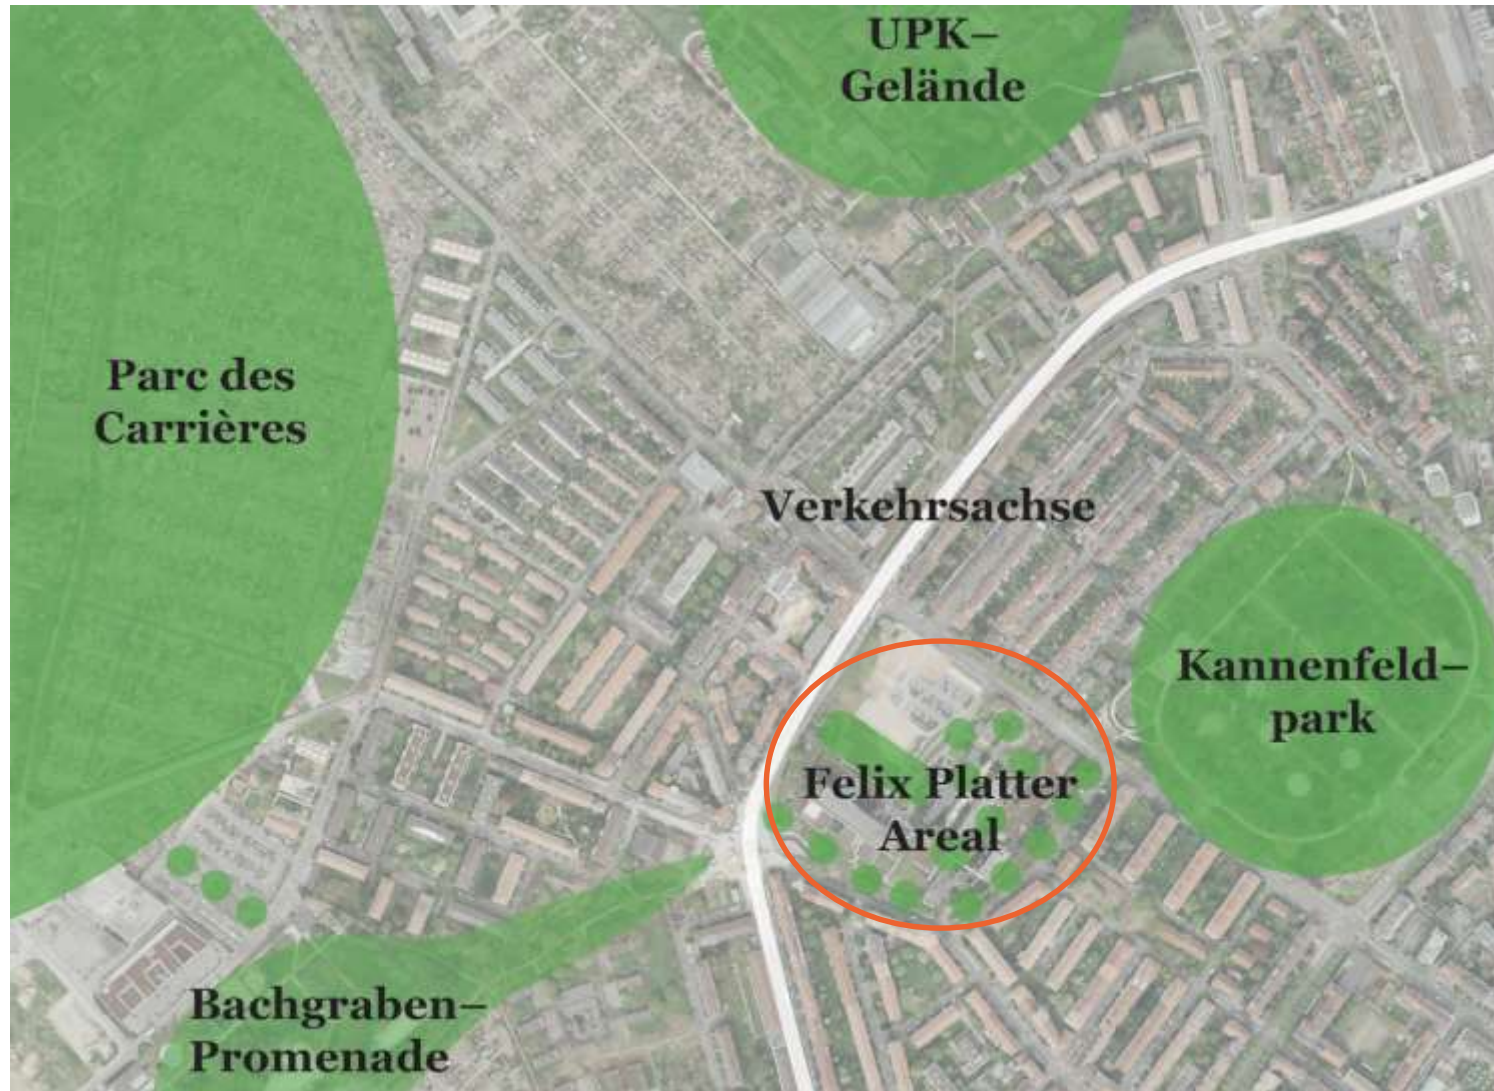 UPK–
Gelände
Parc des
Carrières
Verkehrsachse
Kannenfeld–
park
Felix Platter
Areal
Bachgraben–
Promenade